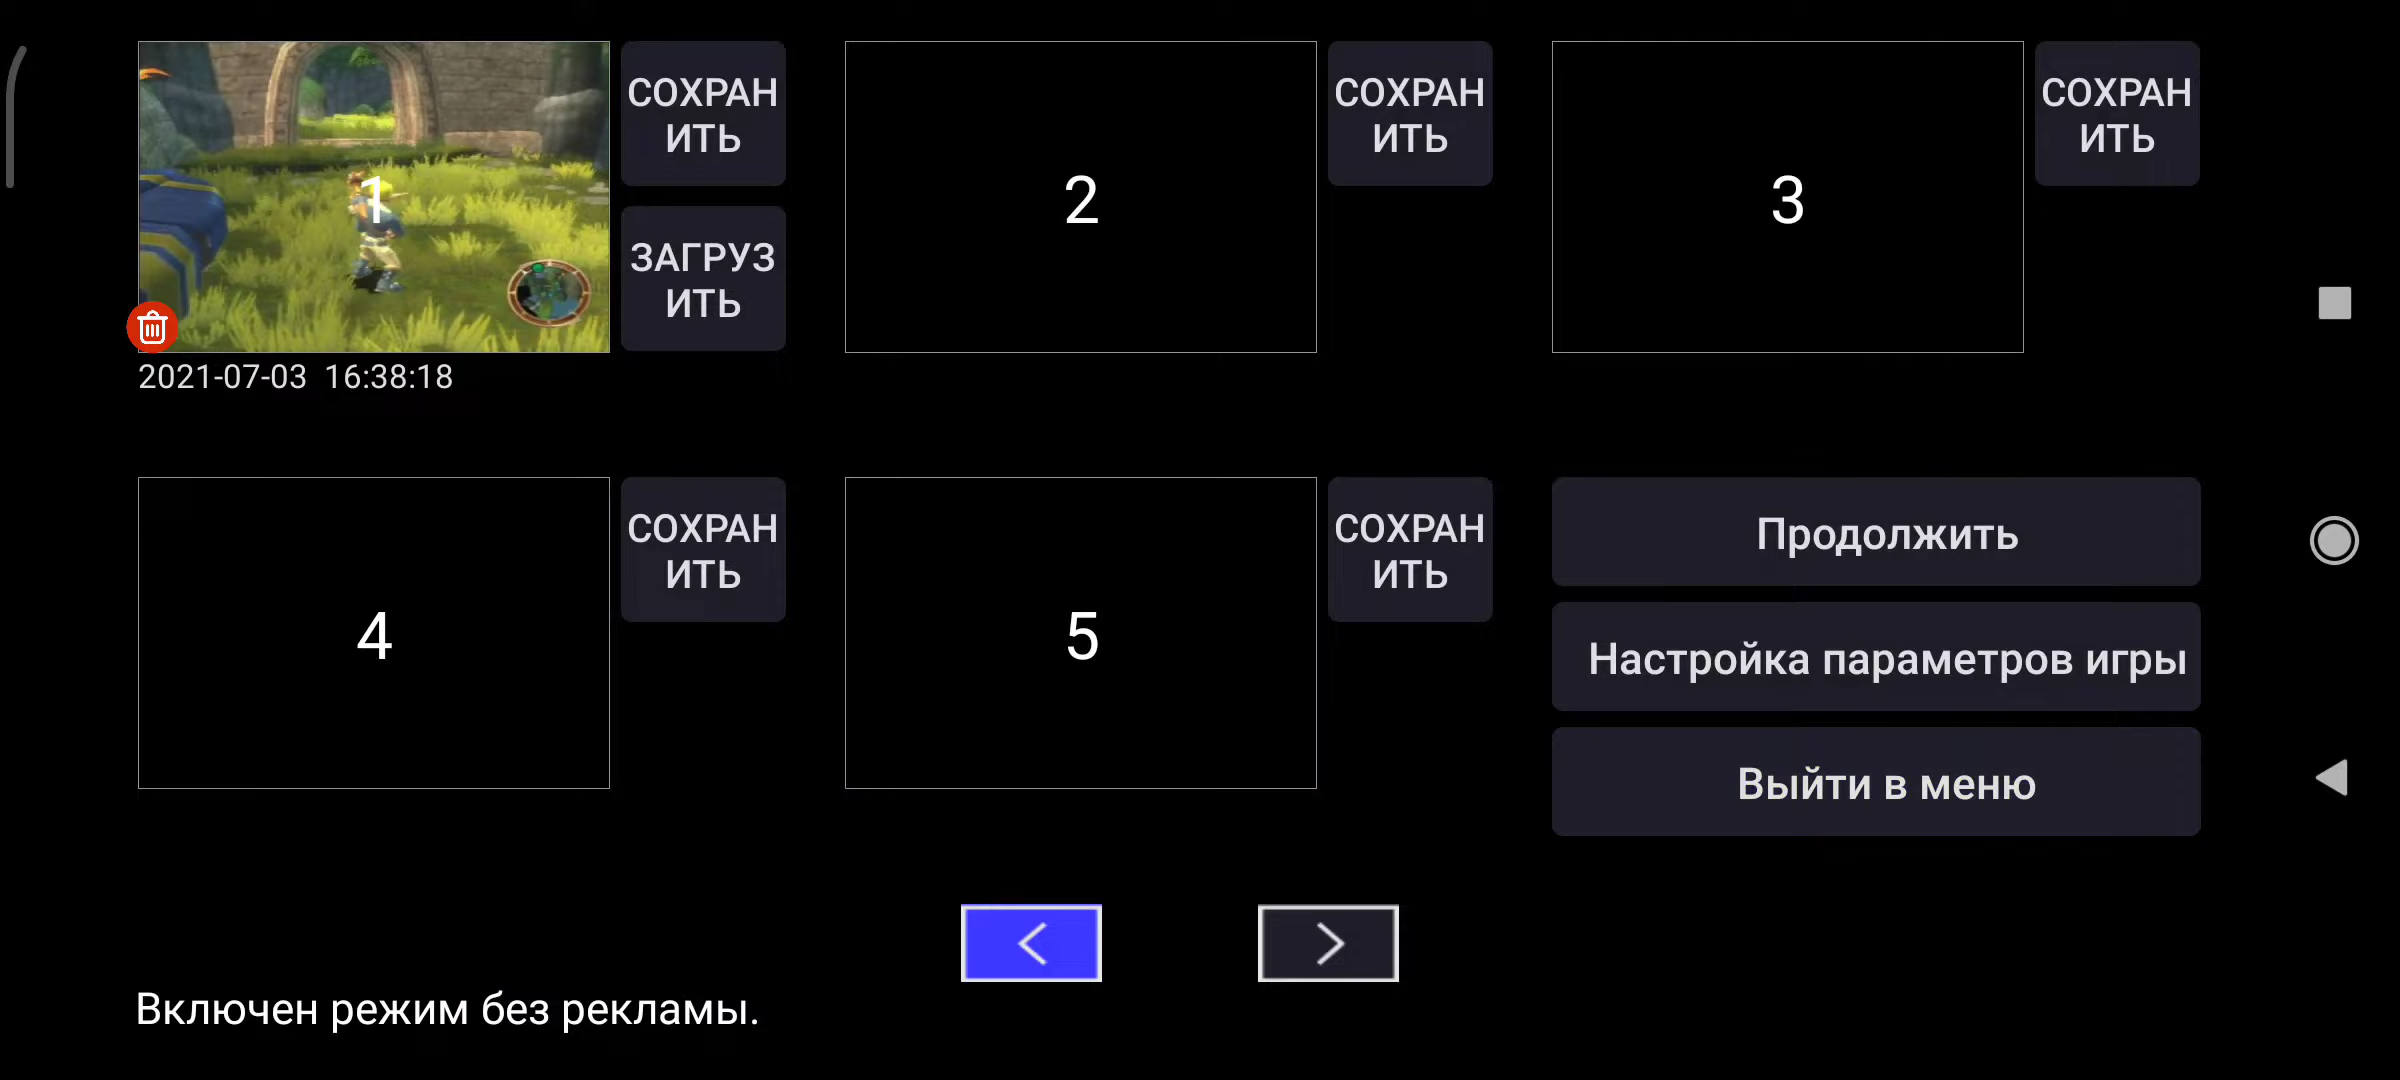 1
СОХРАН
ИТЬ
ЗАГРУЗ
ИТЬ
2021-07-03 16:38:18
2
СОХРАН
ИТЬ
3
СОХРАН
ИТЬ
4
СОХРАН
ИТЬ
5
СОХРАН
ИТЬ
Продолжить
Настройка параметров игры
Выйти в меню
Включен режим без рекламы.